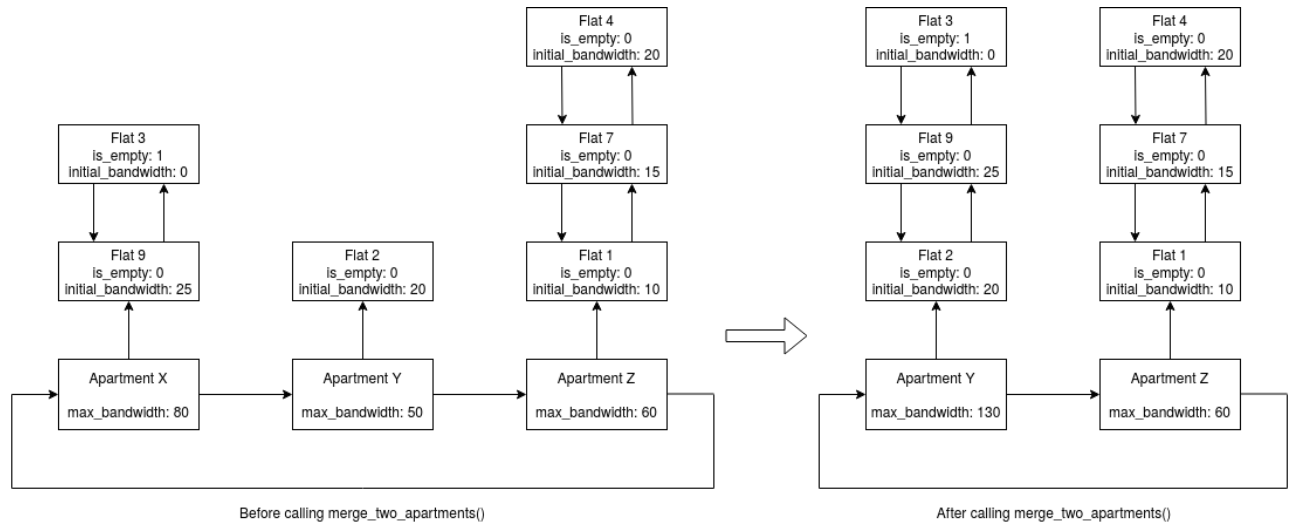 Flat 4
is_empty: 0
initial_bandwidth: 20
Flat 3
is_empty: 1
initial_bandwidth: 0
Flat 7
is_empty: 0
initial_bandwidth: 15
Flat 9
is_empty: 0
initial_bandwidth: 25
Flat 2
is_empty: 0
initial_bandwidth: 20
Flat 1
is_empty: 0
initial_bandwidth: 10
Apartment X
max_bandwidth: 80
Apartment Y
max_bandwidth: 50
Apartment Z
max_bandwidth: 60
Before calling merge_two_apartments()
Flat 3
is_empty: 1
initial_bandwidth: 0
Flat 4
is_empty: 0
initial_bandwidth: 20
Flat 9
is_empty: 0
initial_bandwidth: 25
Flat 7
is_empty: 0
initial_bandwidth: 15
Flat 2
is_empty: 0
initial_bandwidth: 20
Flat 1
is_empty: 0
initial_bandwidth: 10
Apartment Y
max_bandwidth: 130
Apartment Z
max_bandwidth: 60
After calling merge_two_apartments()